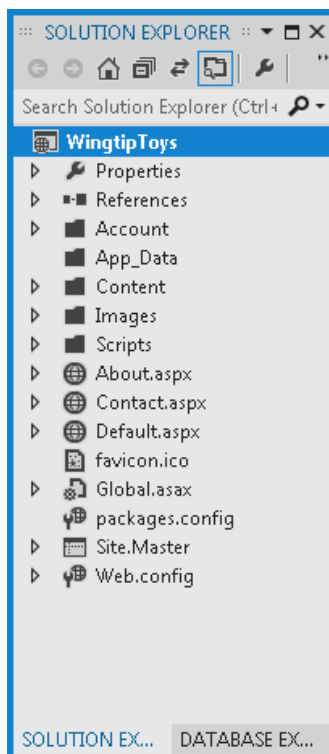 SOLUTION EXPLORER
Search Solution Explorer (Ctrl+
WingtipToys
Properties
References
Account
App_Data
Content
Images
Scripts
About.aspx
Contact.aspx
Default.aspx
favicon.ico
Global.asax
packages.config
Site.Master
Web.config
SOLUTION EX... DATABASE EX...